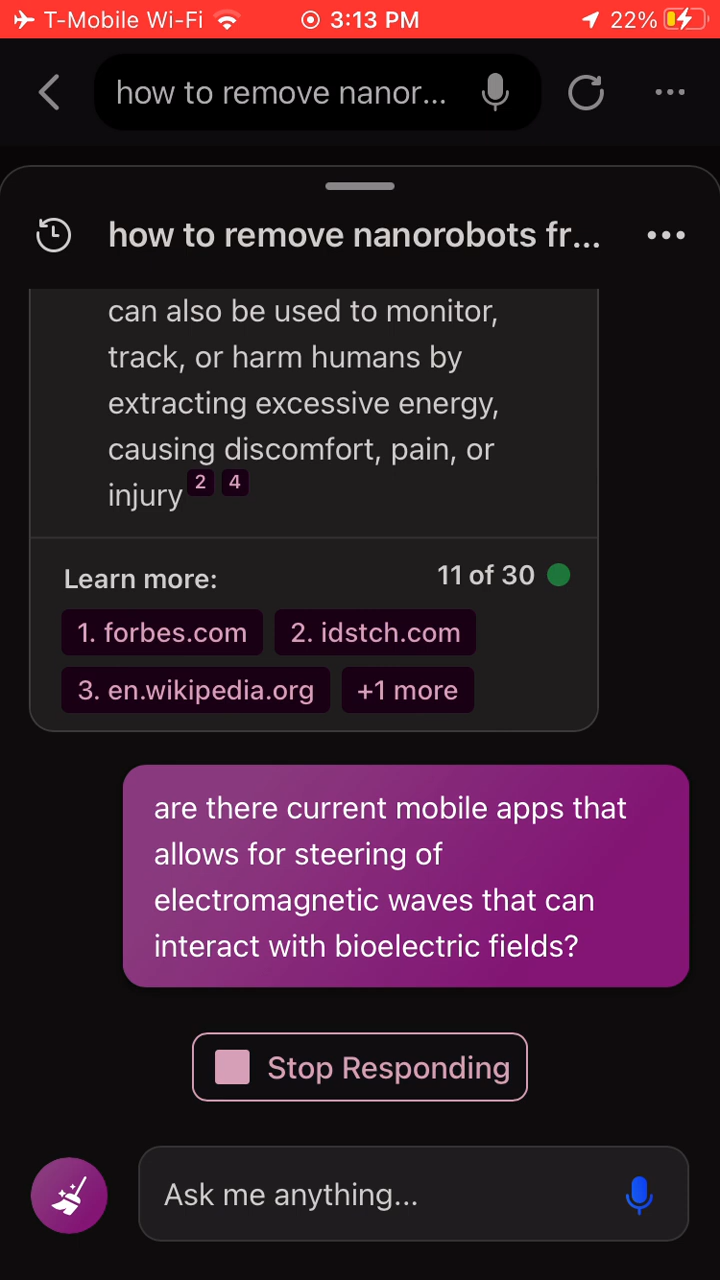 T-Mobile Wi-Fi 3:13 PM 22%
how to remove nanor...
how to remove nanorobots fr...
can also be used to monitor,
track, or harm humans by
extracting excessive energy,
causing discomfort, pain, or
injury 2 4
Learn more: 11 of 30
1. forbes.com 2. idstch.com
3. en.wikipedia.org +1 more
are there current mobile apps that
allows for steering of
electromagnetic waves that can
interact with bioelectric fields?
Stop Responding
Ask me anything...